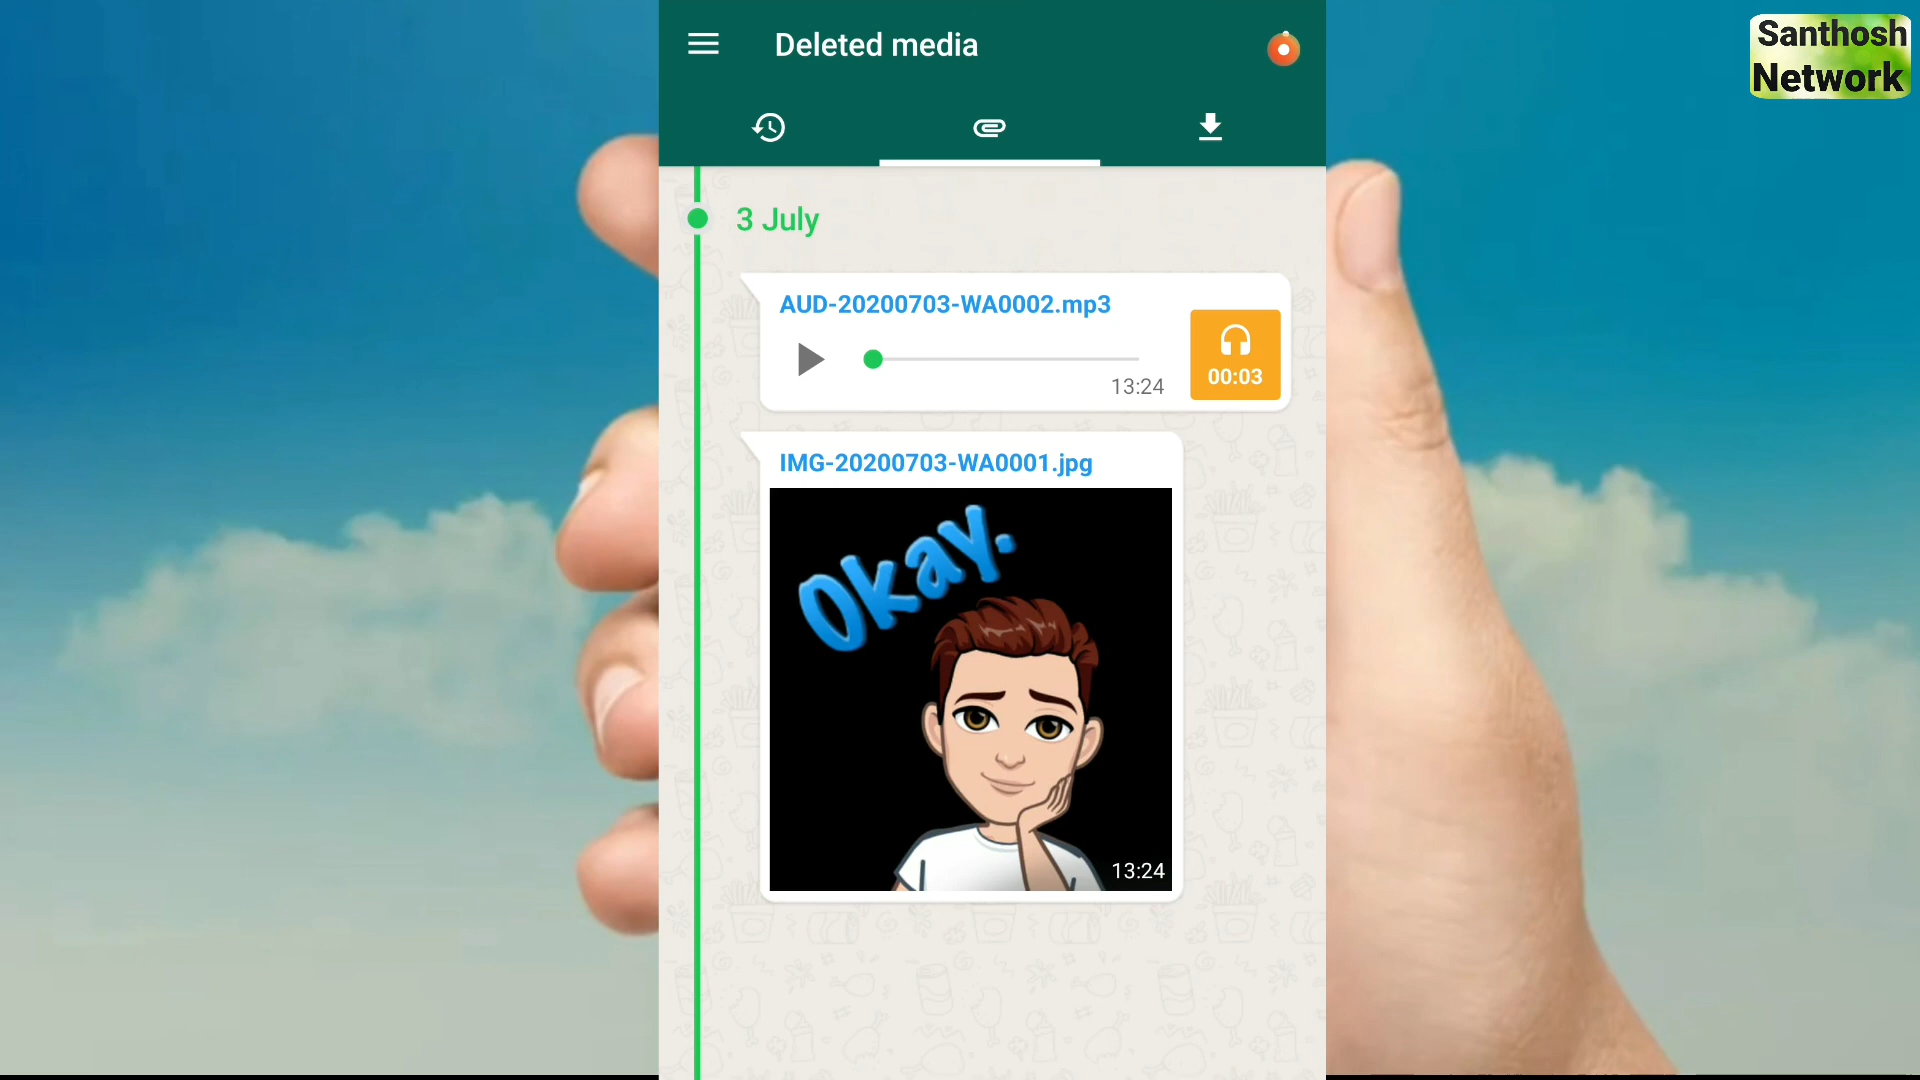 Deleted media
Santhosh
Network
3 July
AUD-20200703-WA0002.mp3
13:24
00:03
IMG-20200703-WA0001.jpg
Okay.
13:24